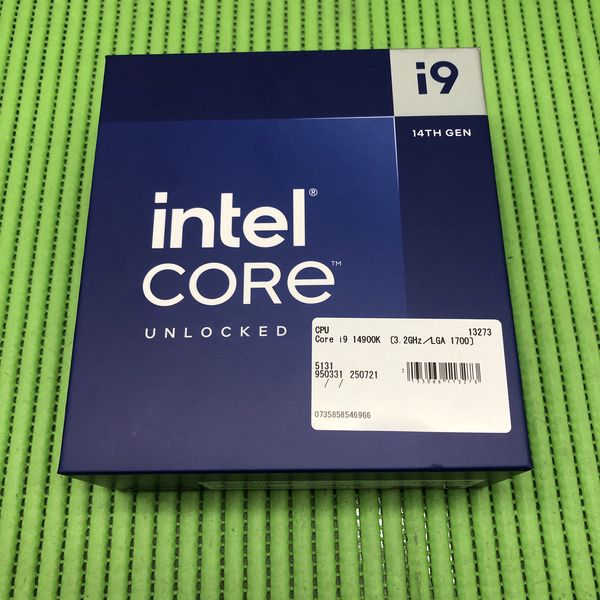 i9
14TH GEN
intel®
CORE™
UNLOCKED
CPU 13273
Core i9 14900K 〔3.2GHz／LGA 1700〕
5131
950331 250721
/ /
0735858546966